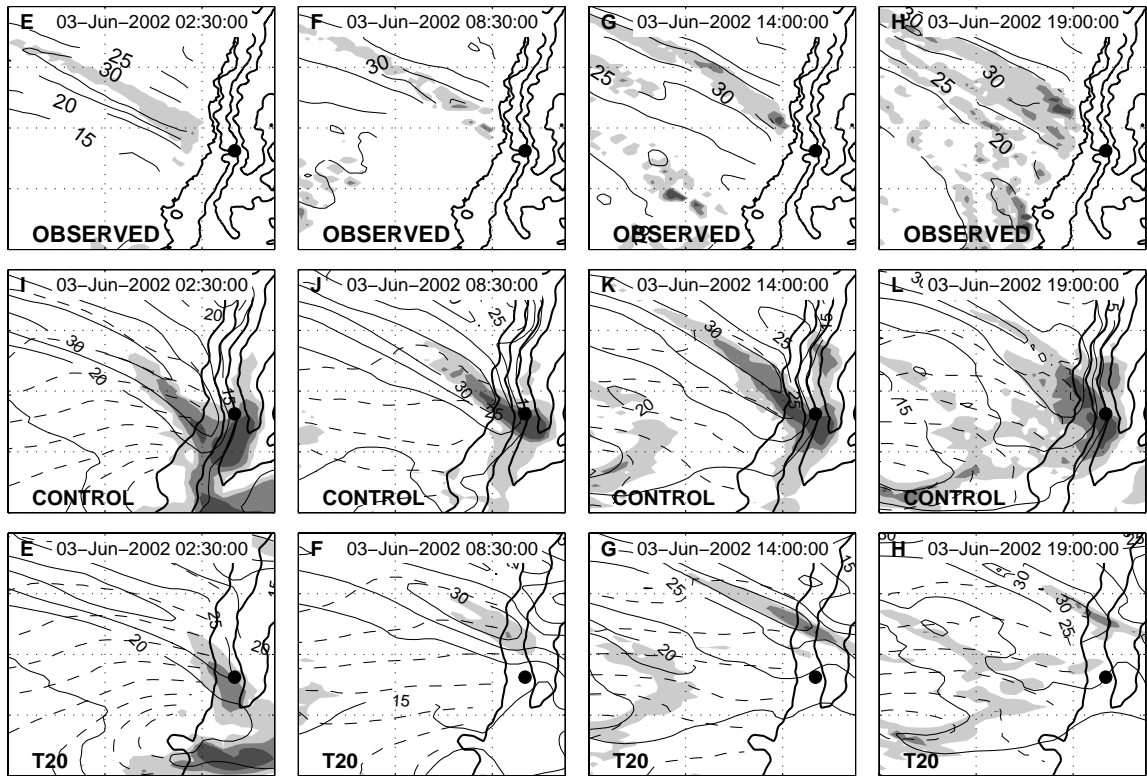 E 03–Jun–2002 02:30:00
25
30
20
15
OBSERVED
F 03–Jun–2002 08:30:00
30
OBSERVED
G 03–Jun–2002 14:00:00
25
30
OBSERVED
H 03–Jun–2002 19:00:00
30
30
25
20
OBSERVED
I 03–Jun–2002 02:30:00
20
30
20
15
CONTROL
J 03–Jun–2002 08:30:00
25
30
25
CONTROL
K 03–Jun–2002 14:00:00
15
30
25
25
20
CONTROL
L 03–Jun–2002 19:00:00
15
CONTROL
E 03–Jun–2002 02:30:00
15
25
20
20
T20
F 03–Jun–2002 08:30:00
30
15
T20
G 03–Jun–2002 14:00:00
15
25
20
T20
H 03–Jun–2002 19:00:00
25
30
30
25
T20